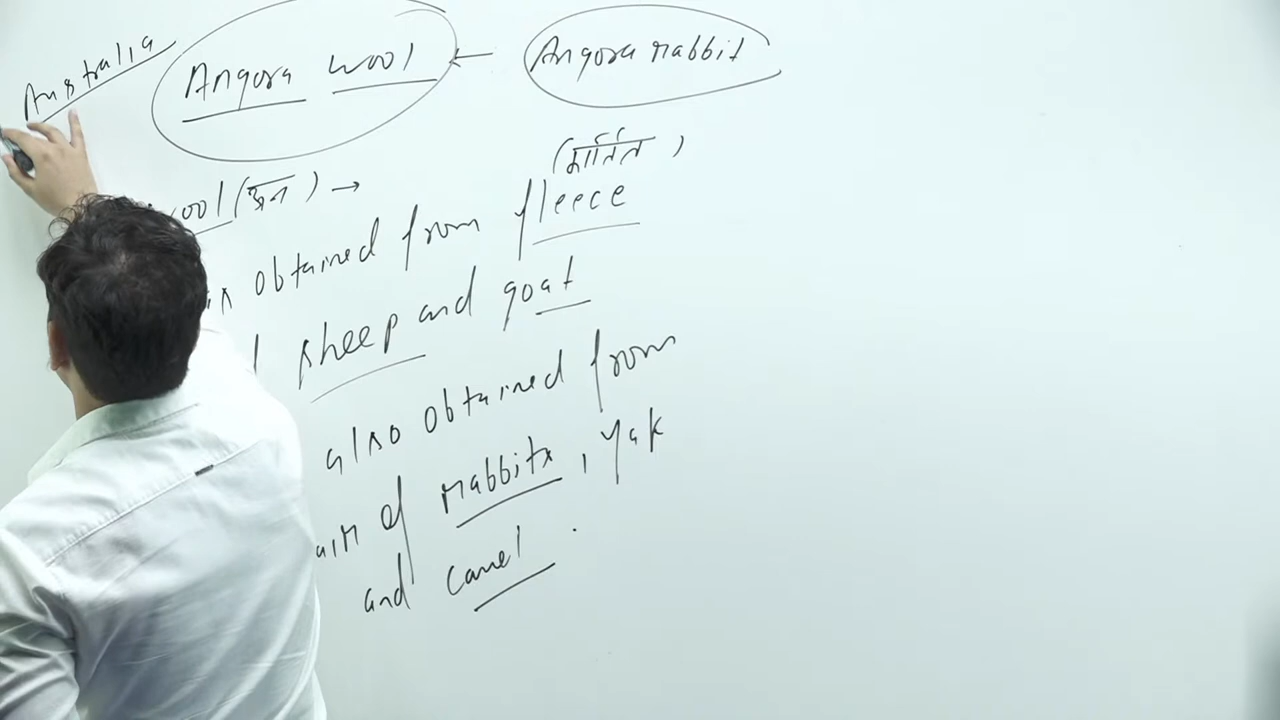 Australia
Angora wool ← Angora rabbit
wool (ऊन) →
obtained from fleece
sheep and goat
also obtained from
of rabbits, Yak
and camel.